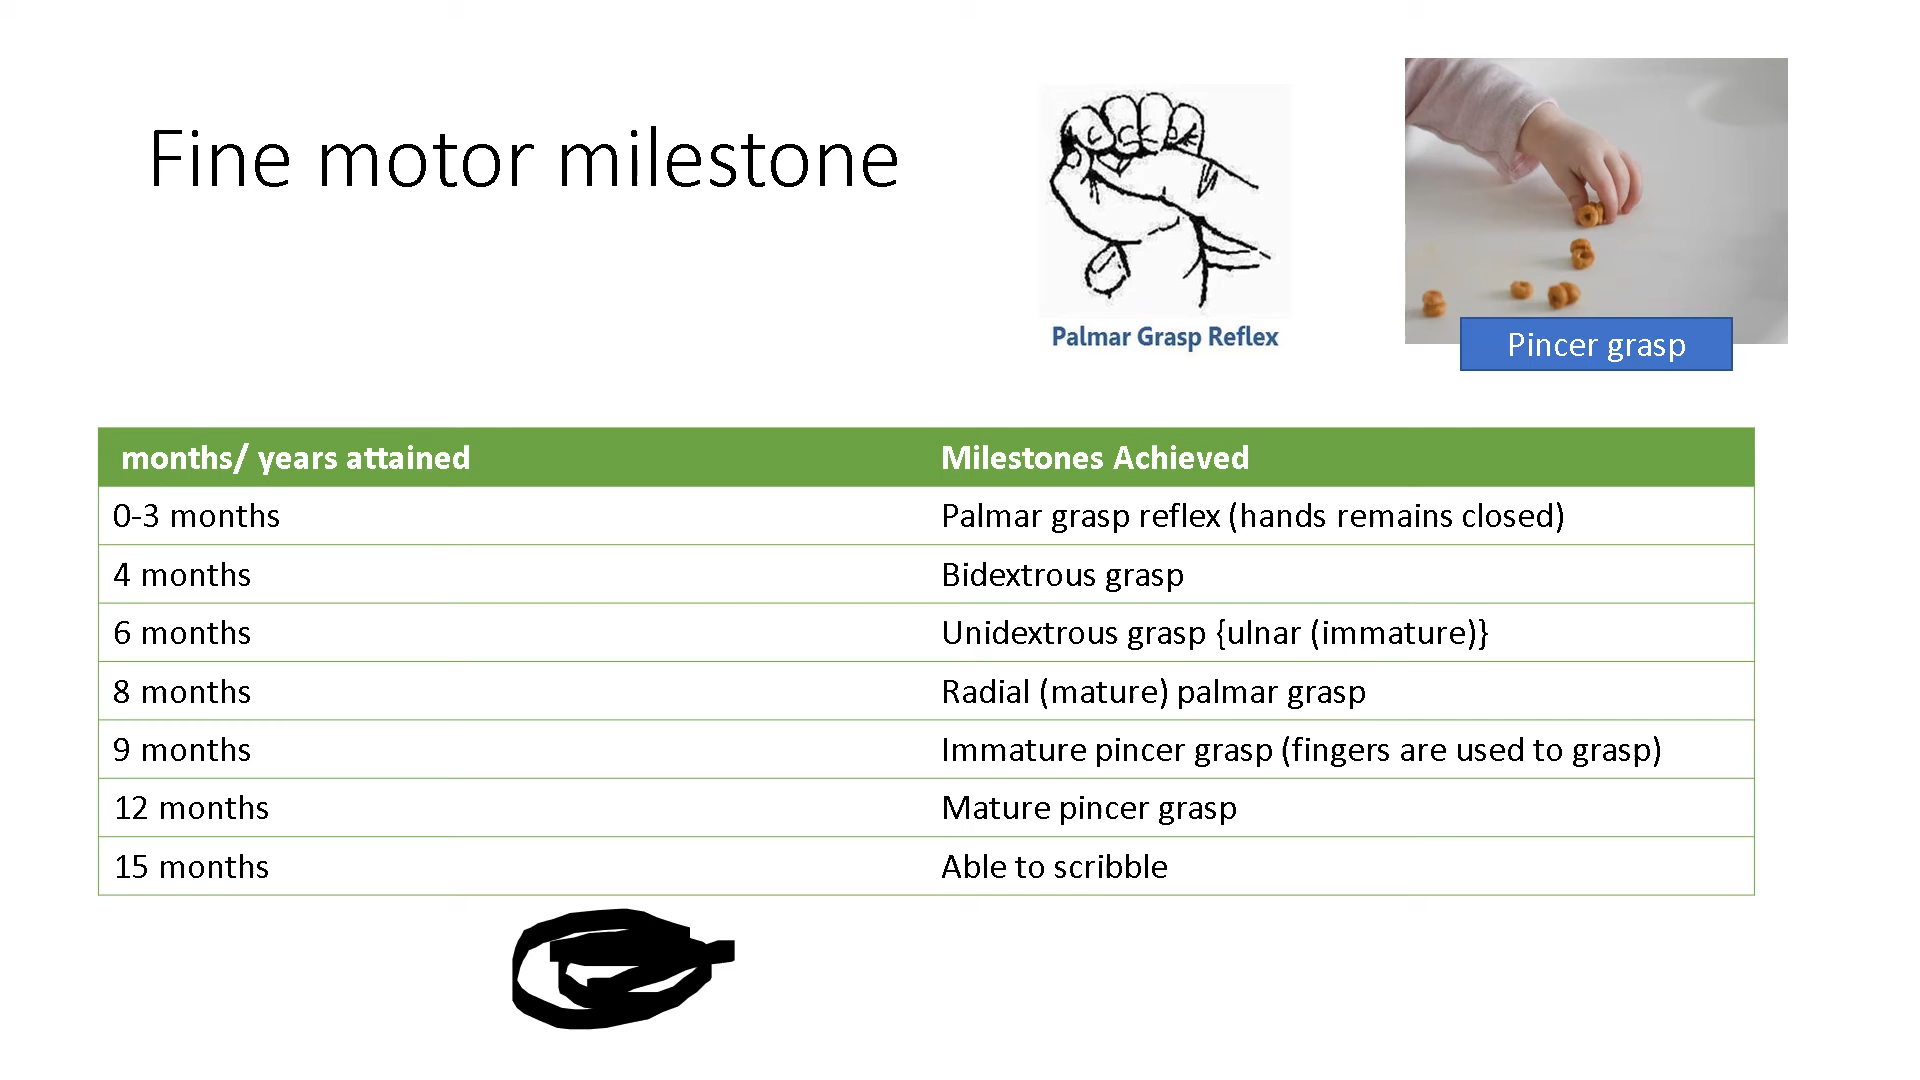 Fine motor milestone
Palmar Grasp Reflex
Pincer grasp
months/ years attained Milestones Achieved
0-3 months Palmar grasp reflex (hands remains closed)
4 months Bidextrous grasp
6 months Unidextrous grasp {ulnar (immature)}
8 months Radial (mature) palmar grasp
9 months Immature pincer grasp (fingers are used to grasp)
12 months Mature pincer grasp
15 months Able to scribble